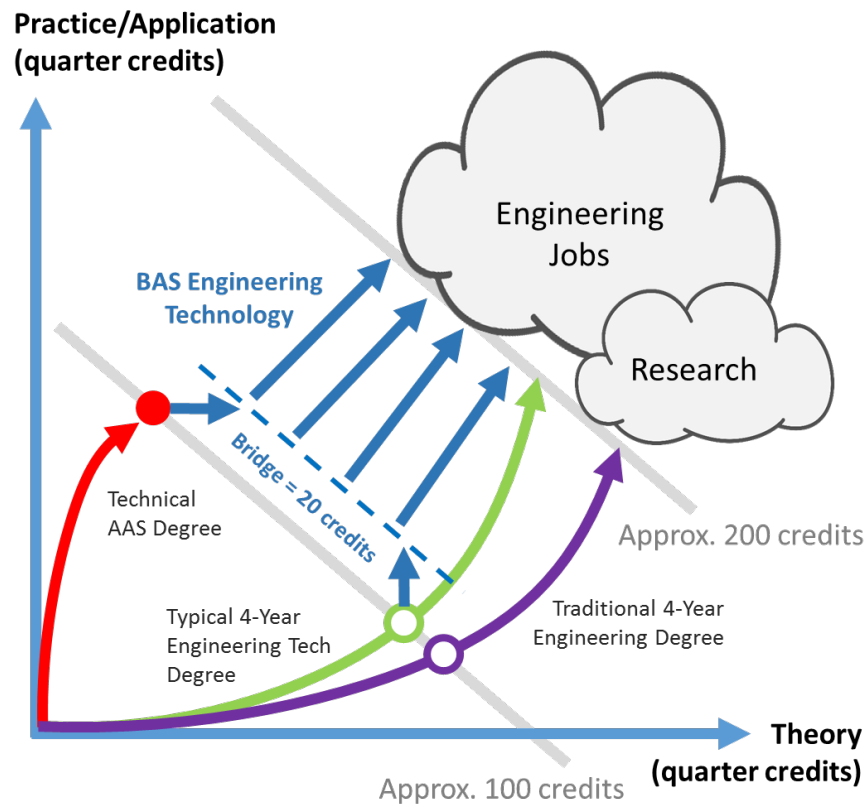 Practice/Application
(quarter credits)
Engineering
Jobs
BAS Engineering
Technology
Research
Bridge = 20 credits
Technical
AAS Degree
Approx. 200 credits
Typical 4-Year
Engineering Tech
Degree
Traditional 4-Year
Engineering Degree
Theory
(quarter credits)
Approx. 100 credits